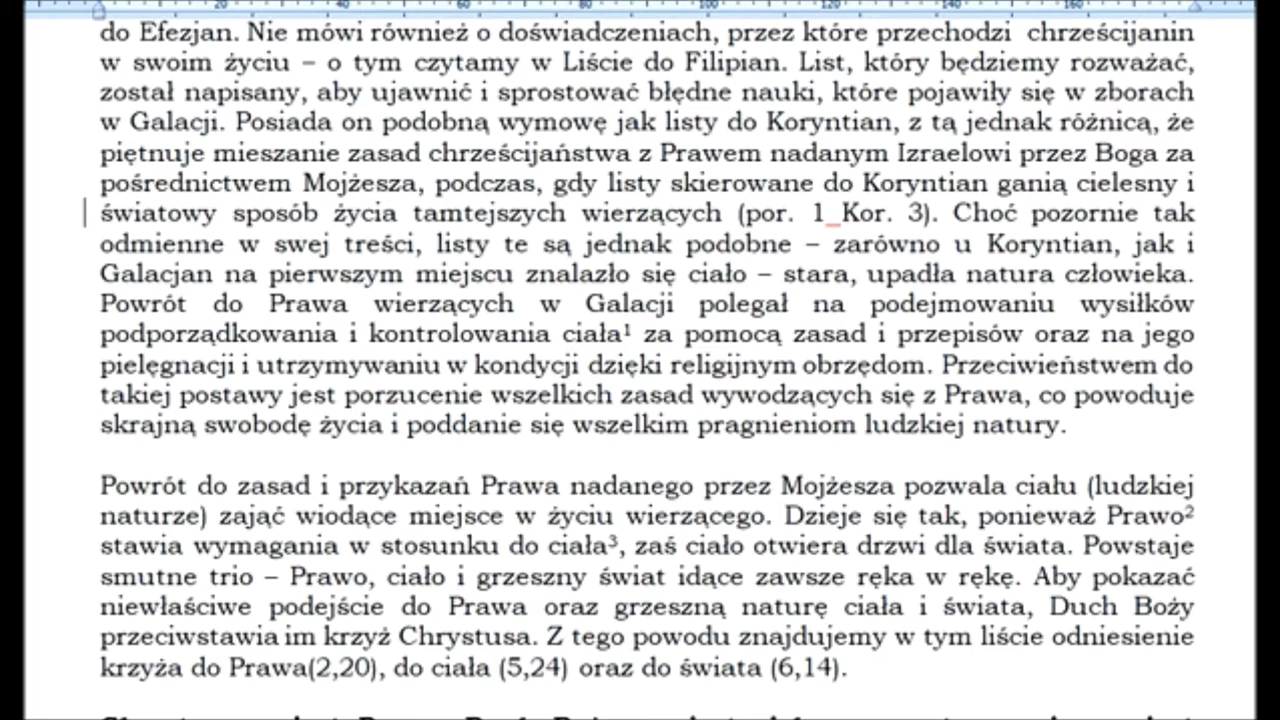 do Efezjan. Nie mówi również o doświadczeniach, przez które przechodzi chrześcijanin
w swoim życiu – o tym czytamy w Liście do Filipian. List, który będziemy rozważać,
został napisany, aby ujawnić i sprostować błędne nauki, które pojawiły się w zborach
w Galacji. Posiada on podobną wymowę jak listy do Koryntian, z tą jednak różnicą, że
piętnuje mieszanie zasad chrześcijaństwa z Prawem nadanym Izraelowi przez Boga za
pośrednictwem Mojżesza, podczas, gdy listy skierowane do Koryntian ganią cielesny i
światowy sposób życia tamtejszych wierzących (por. 1 Kor. 3). Choć pozornie tak
odmienne w swej treści, listy te są jednak podobne – zarówno u Koryntian, jak i
Galacjan na pierwszym miejscu znalazło się ciało – stara, upadła natura człowieka.
Powrót do Prawa wierzących w Galacji polegał na podejmowaniu wysiłków
podporządkowania i kontrolowania ciała¹ za pomocą zasad i przepisów oraz na jego
pielęgnacji i utrzymywaniu w kondycji dzięki religijnym obrzędom. Przeciwieństwem do
takiej postawy jest porzucenie wszelkich zasad wywodzących się z Prawa, co powoduje
skrajną swobodę życia i poddanie się wszelkim pragnieniom ludzkiej natury.
Powrót do zasad i przykazań Prawa nadanego przez Mojżesza pozwala ciału (ludzkiej
naturze) zająć wiodące miejsce w życiu wierzącego. Dzieje się tak, ponieważ Prawo²
stawia wymagania w stosunku do ciała³, zaś ciało otwiera drzwi dla świata. Powstaje
smutne trio – Prawo, ciało i grzeszny świat idące zawsze ręka w rękę. Aby pokazać
niewłaściwe podejście do Prawa oraz grzeszną naturę ciała i świata, Duch Boży
przeciwstawia im krzyż Chrystusa. Z tego powodu znajdujemy w tym liście odniesienie
krzyża do Prawa(2,20), do ciała (5,24) oraz do świata (6,14).